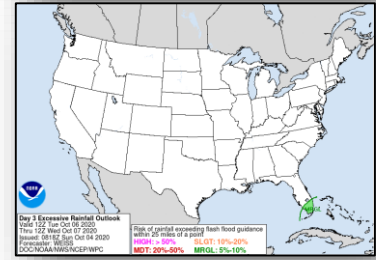 NOAA
MRGL
Day 3 Excessive Rainfall Outlook
Valid 12Z Tue Oct 06 2020
Thru 12Z Wed Oct 07 2020
Issued: 0818Z Sun Oct 04 2020
Forecaster: WEISS
DOC/NOAA/NWS/NCEP/WPC
Risk of rainfall exceeding flash flood guidance
within 25 miles of a point
HIGH: > 50% SLGT: 10%-20%
MDT: 20%-50% MRGL: 5%-10%